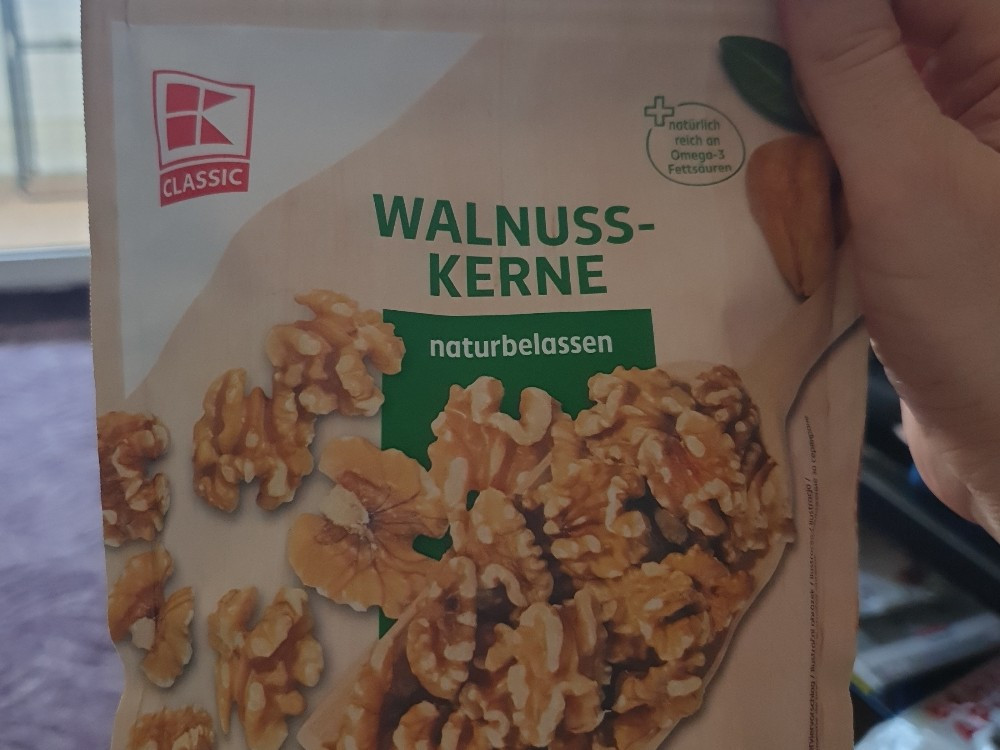 K
CLASSIC
natürlich
reich an
Omega-3
Fettsäuren
WALNUSS-
KERNE
naturbelassen